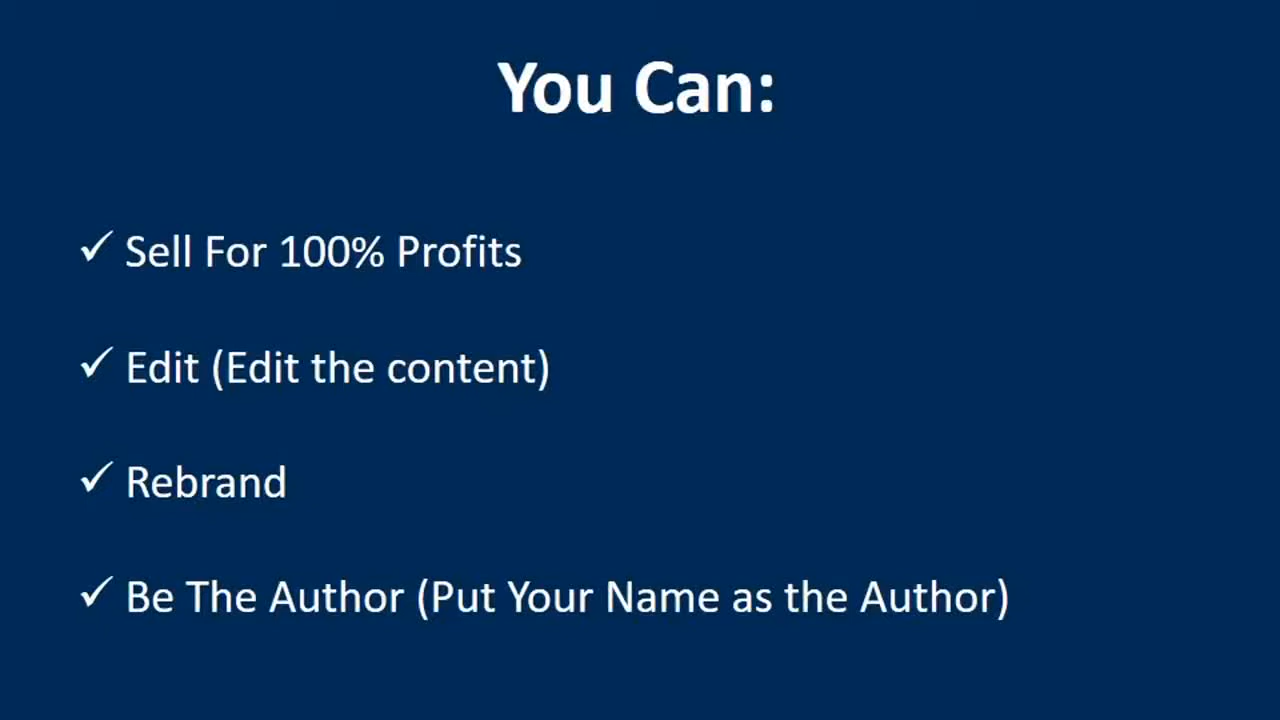 You Can:
✓ Sell For 100% Profits
✓ Edit (Edit the content)
✓ Rebrand
✓ Be The Author (Put Your Name as the Author)